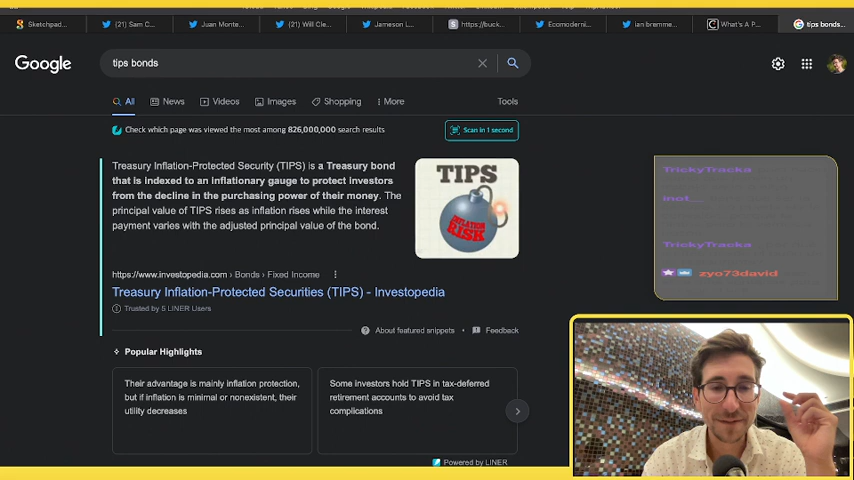 Sketchpad...
(21) Sam C...
Juan Monte...
(21) Will Cle...
Jameson L...
https://buck...
Ecomoderni...
ian bremme...
What's A P...
tips bonds...
Google
tips bonds
All
News
Videos
Images
Shopping
More
Tools
Check which page was viewed the most among 826,000,000 search results
Scan in 1 second
Treasury Inflation-Protected Security (TIPS) is a Treasury bond
that is indexed to an inflationary gauge to protect investors
from the decline in the purchasing power of their money. The
principal value of TIPS rises as inflation rises while the interest
payment varies with the adjusted principal value of the bond.
TIPS
INFLATION
RISK
https://www.investopedia.com › Bonds › Fixed Income
Treasury Inflation-Protected Securities (TIPS) - Investopedia
Trusted by 5 LINER Users
About featured snippets
Feedback
Popular Highlights
Their advantage is mainly inflation protection,
but if inflation is minimal or nonexistent, their
utility decreases
Some investors hold TIPS in tax-deferred
retirement accounts to avoid tax
complications
Powered by LINER
TrickyTracka
inot__
TrickyTracka
zyo73david